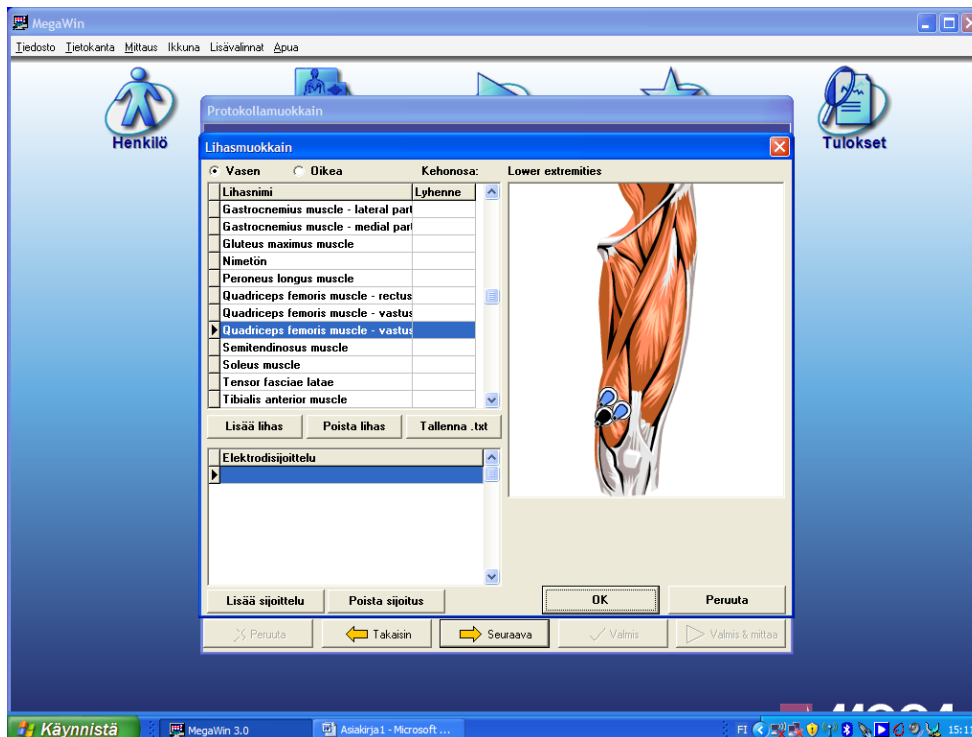 MegaWin
Tiedosto Tietokanta Mittaus Ikkuna Lisävalinnat Apua
Henkilö
Tulokset
Protokollamuokkain
Lihasmuokkain
Vasen Oikea Kehonosa: Lower extremities
Lihasnimi Lyhenne
Gastrocnemius muscle - lateral part
Gastrocnemius muscle - medial part
Gluteus maximus muscle
Nimetön
Peroneus longus muscle
Quadriceps femoris muscle - rectus
Quadriceps femoris muscle - vastus
Quadriceps femoris muscle - vastus
Semitendinosus muscle
Soleus muscle
Tensor fasciae latae
Tibialis anterior muscle
Lisää lihas Poista lihas Tallenna .txt
Elektrodisijoittelu
Lisää sijoittelu Poista sijoitus OK Peruuta
Peruuta Takaisin Seuraava Valmis Valmis & mittaa
Käynnistä MegaWin 3.0 Asiakirja1 - Microsoft ... FI